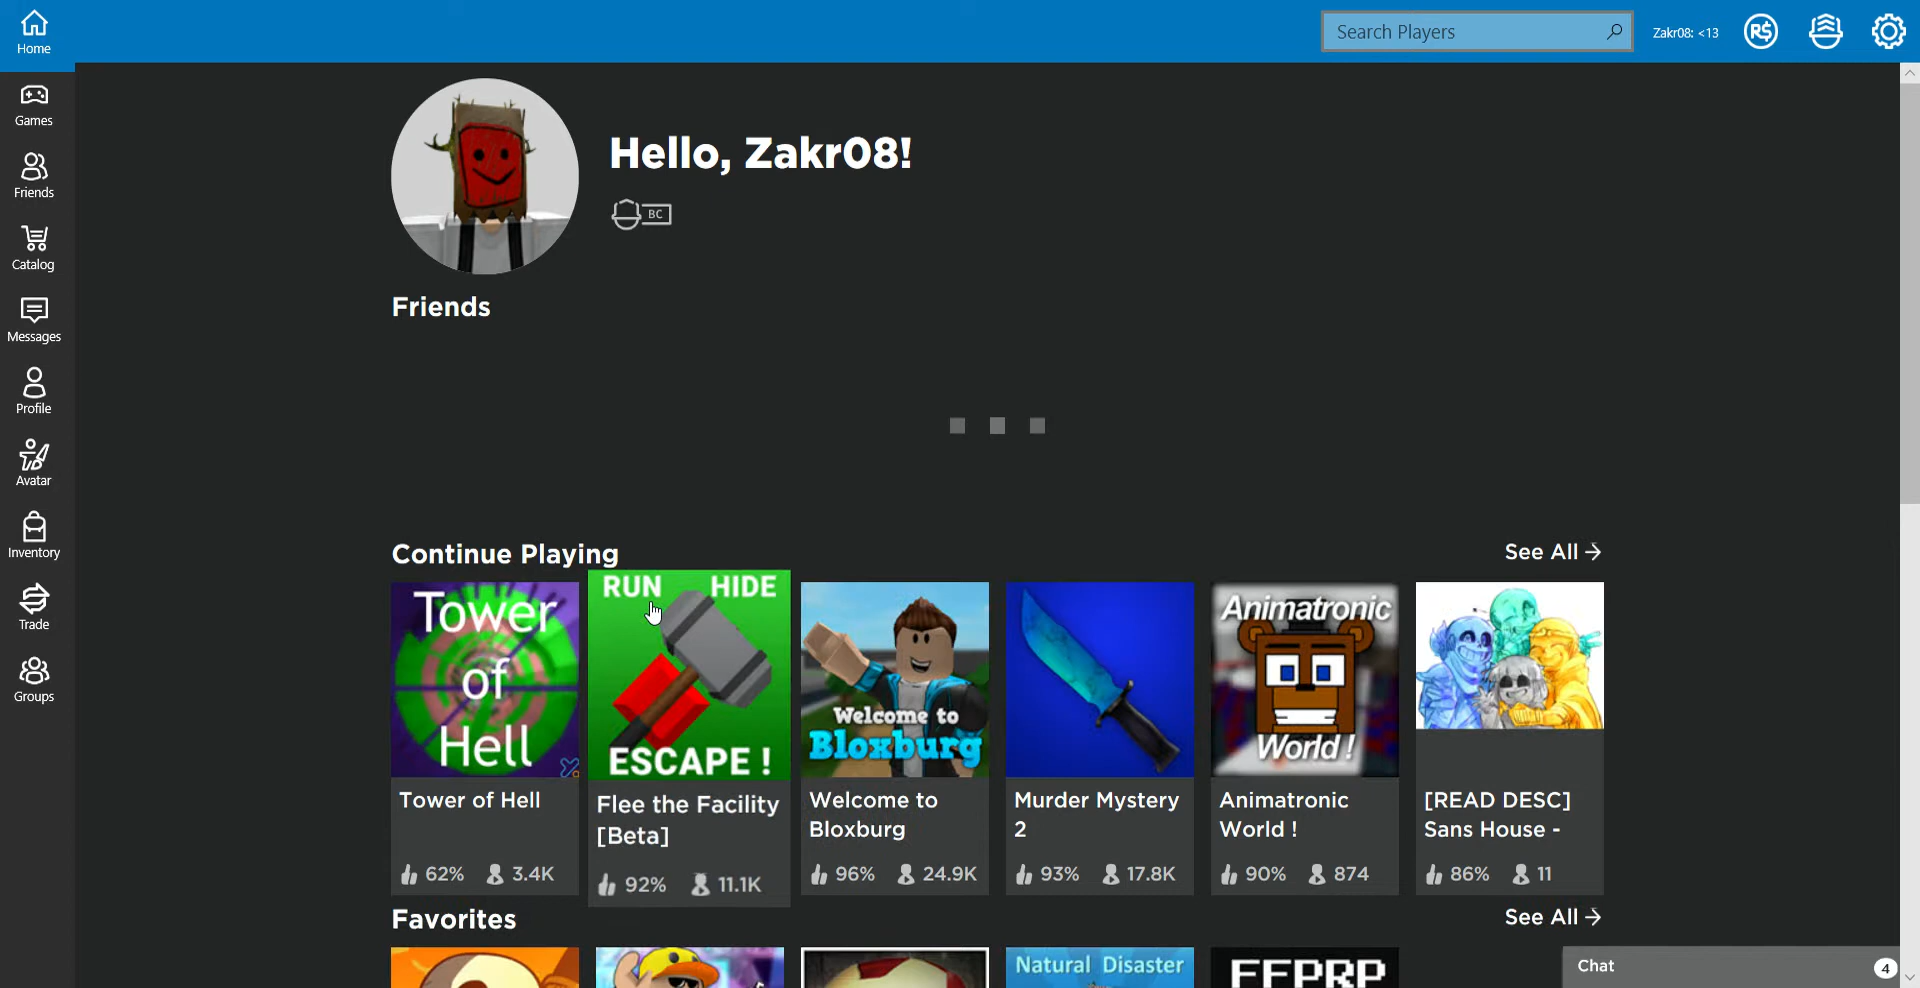 Home
Search Players
Zakr08: <13
R$
Games
Friends
Catalog
Messages
Profile
Avatar
Inventory
Trade
Groups
Hello, Zakr08!
BC
Friends
Continue Playing
See All
Tower
of
Hell
Tower of Hell
62% 3.4K
RUN HIDE
ESCAPE !
Flee the Facility
[Beta]
92% 11.1K
Welcome to
Bloxburg
Welcome to
Bloxburg
96% 24.9K
Murder Mystery
2
93% 17.8K
Animatronic
World !
Animatronic
World !
90% 874
[READ DESC]
Sans House -
86% 11
Favorites
See All
Natural Disaster
Chat
4